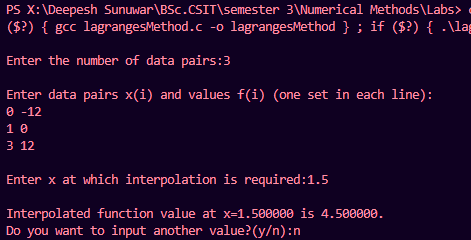 PS X:\Deepesh Sunuwar\BSc.CSIT\semester 3\Numerical Methods\Labs>
($?) { gcc lagrangesMethod.c -o lagrangesMethod } ; if ($?) { .\lag
Enter the number of data pairs:3
Enter data pairs x(i) and values f(i) (one set in each line):
0 -12
1 0
3 12
Enter x at which interpolation is required:1.5
Interpolated function value at x=1.500000 is 4.500000.
Do you want to input another value?(y/n):n